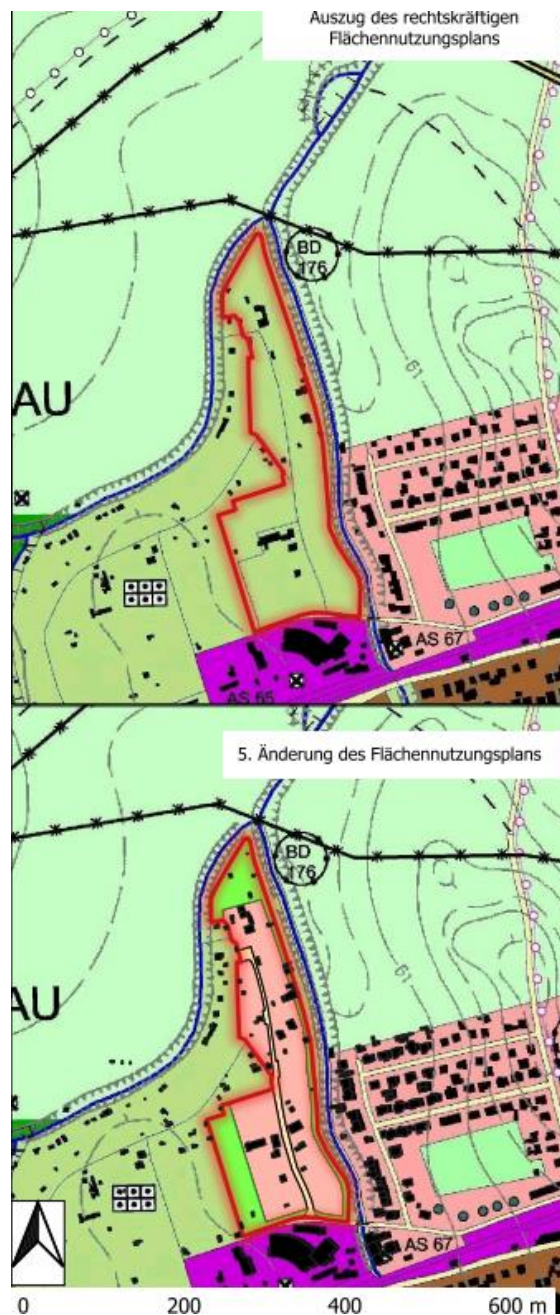 Auszug des rechtskräftigen
Flächennutzungsplans
BD
176
61
AU
AS 67
AS 65
5. Änderung des Flächennutzungsplans
BD
176
61
AU
AS 67
0 200 400 600 m